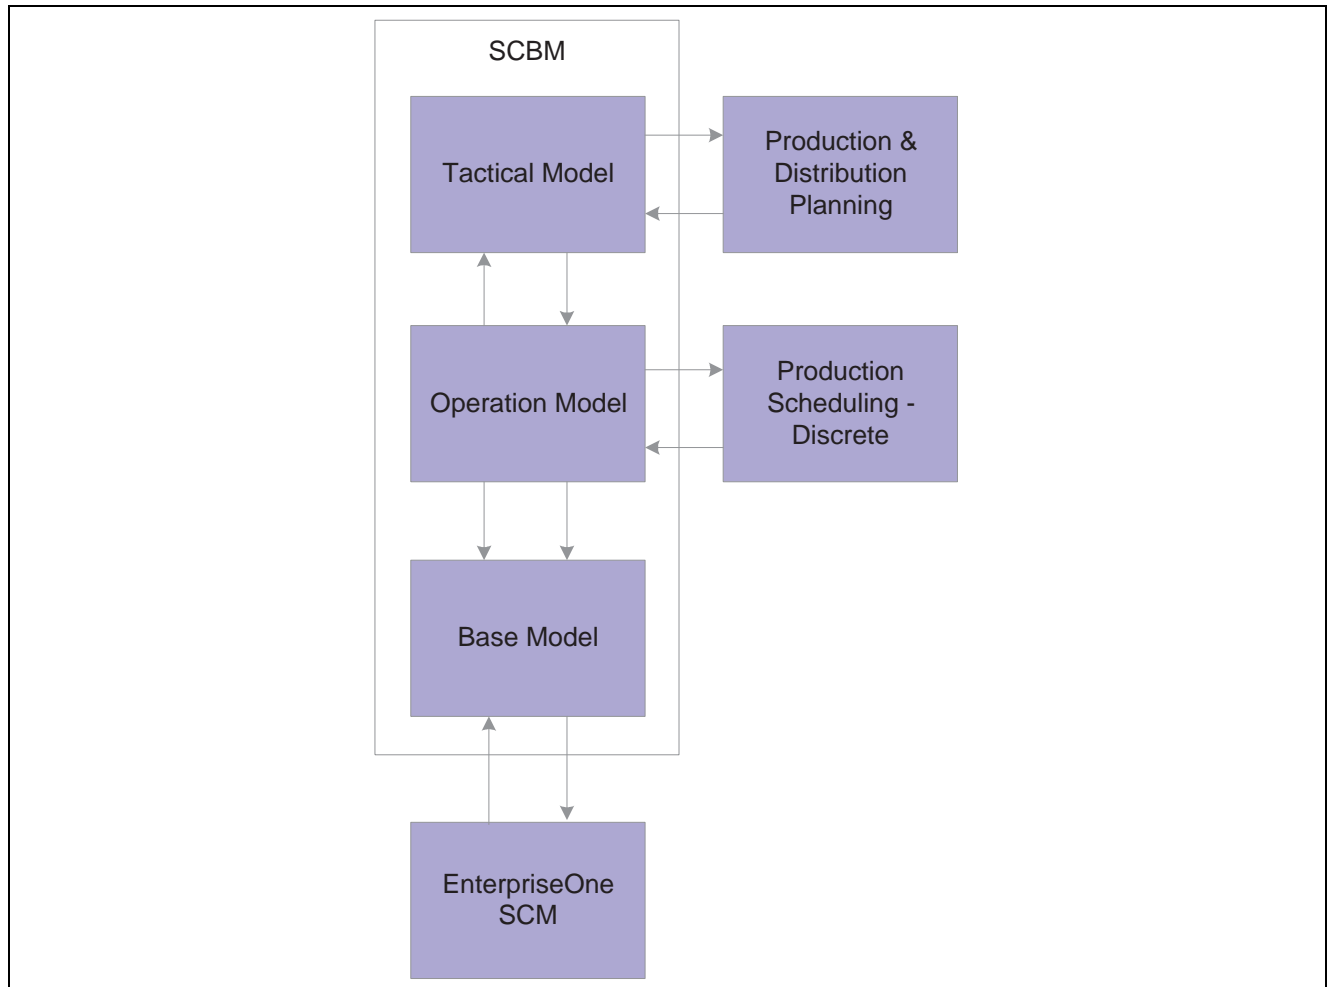 SCBM
Tactical Model
Production &
Distribution
Planning
Operation Model
Production
Scheduling -
Discrete
Base Model
EnterpriseOne
SCM